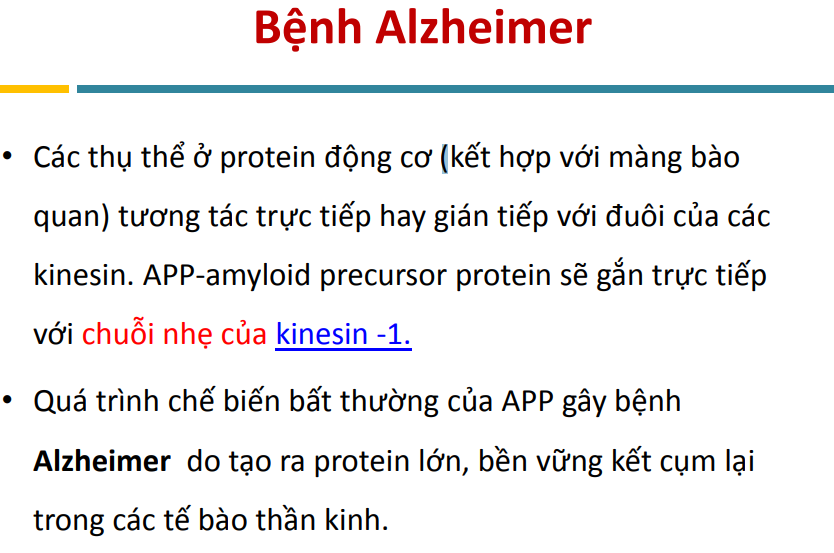 Bệnh Alzheimer
• Các thụ thể ở protein động cơ (kết hợp với màng bào
quan) tương tác trực tiếp hay gián tiếp với đuôi của các
kinesin. APP-amyloid precursor protein sẽ gắn trực tiếp
với chuỗi nhẹ của kinesin -1.
• Quá trình chế biến bất thường của APP gây bệnh
Alzheimer do tạo ra protein lớn, bền vững kết cụm lại
trong các tế bào thần kinh.